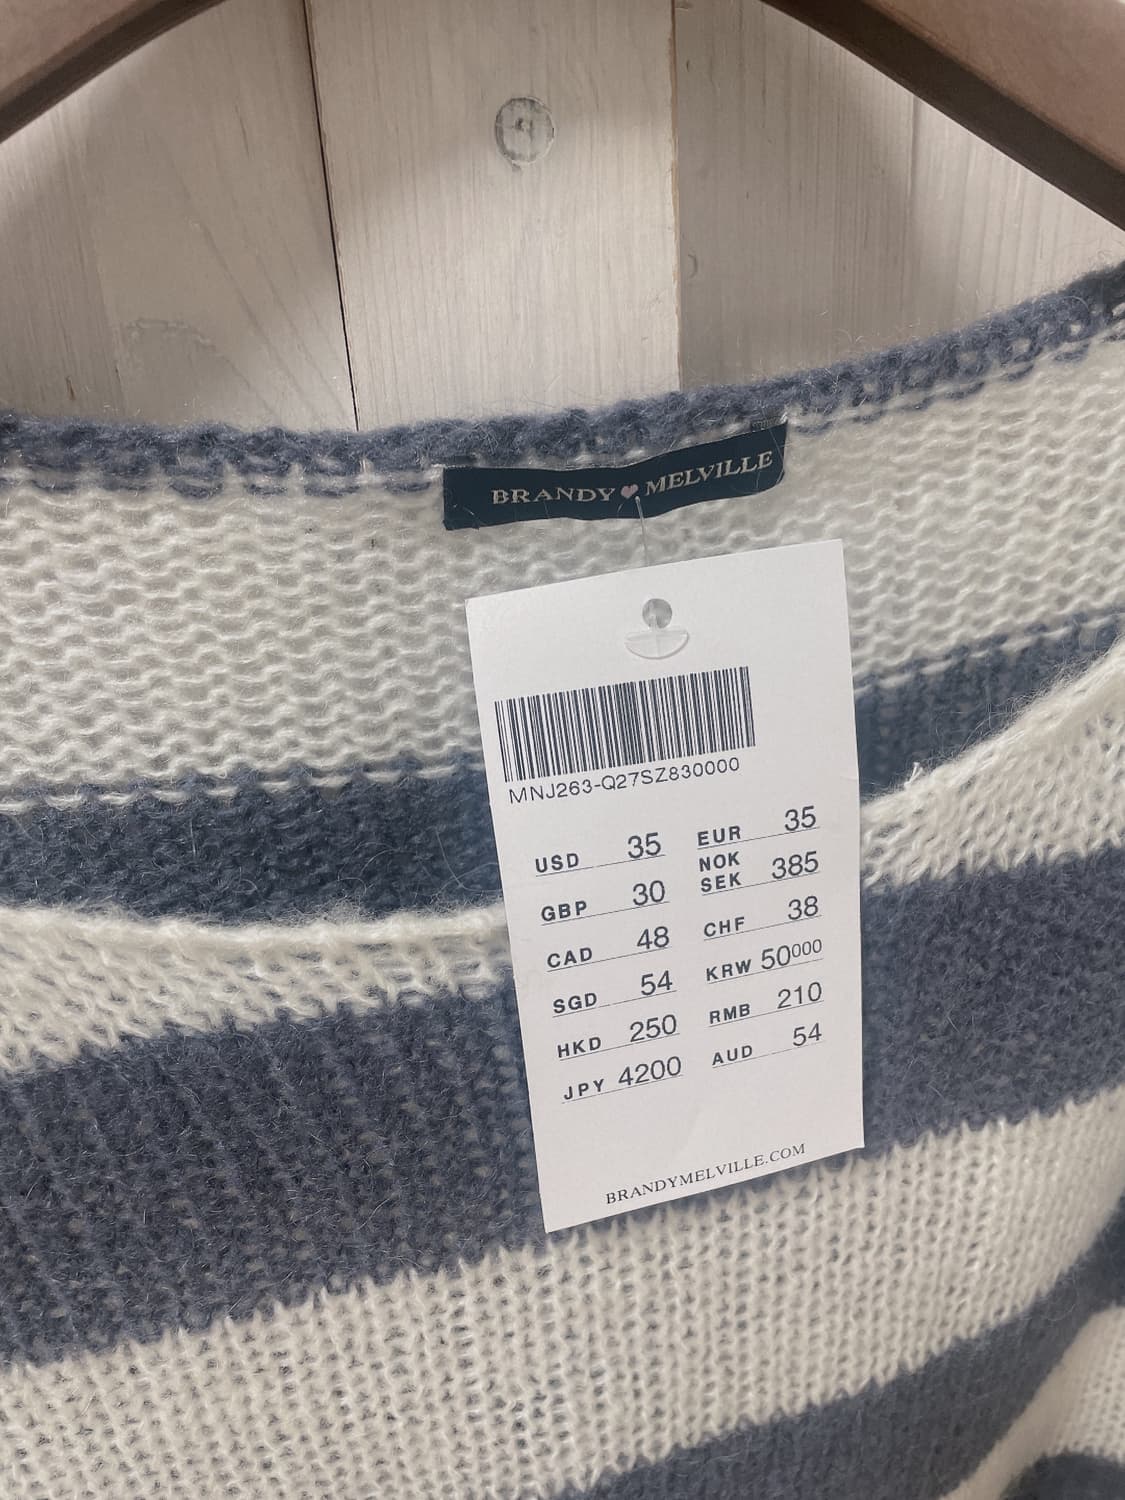 BRANDY MELVILLE
MNJ263-Q27SZ830000
USD 35
GBP 30
CAD 48
SGD 54
HKD 250
JPY 4200
EUR 35
NOK
SEK 385
CHF 38
KRW 50000
RMB 210
AUD 54
BRANDYMELVILLE.COM